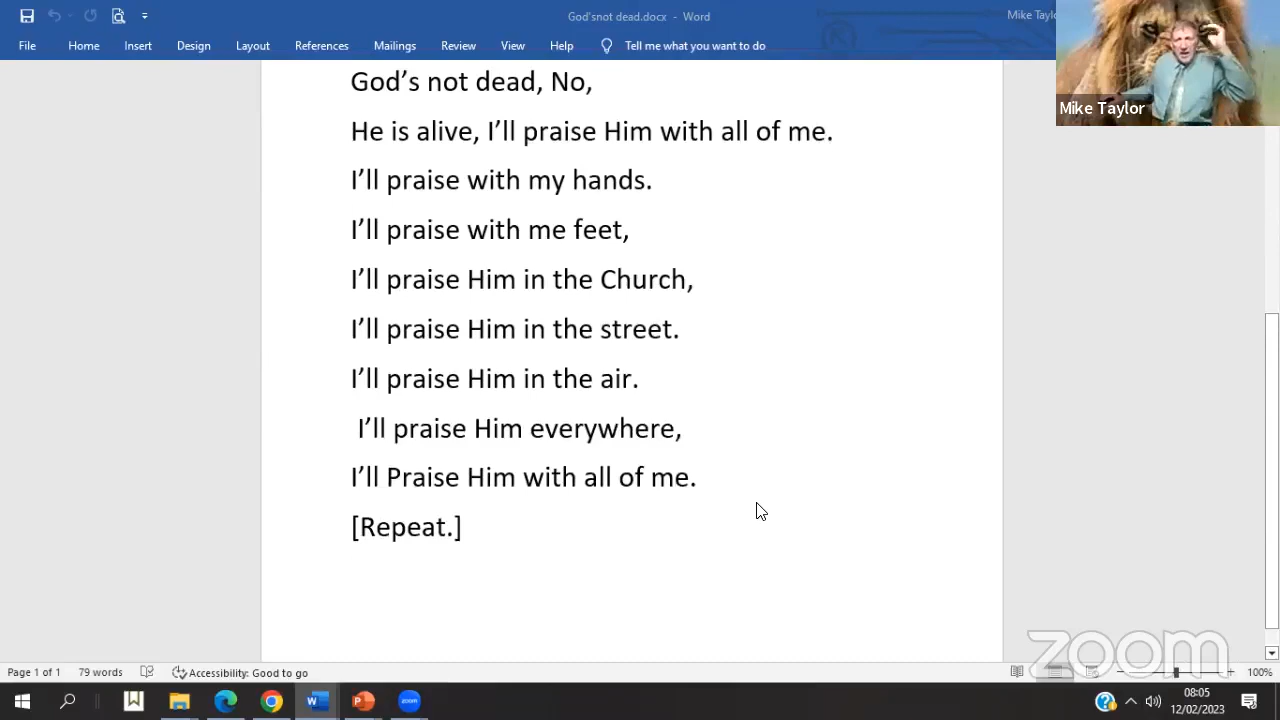 God'snot dead.docx - Word
Mike Taylo
File Home Insert Design Layout References Mailings Review View Help Tell me what you want to do
Mike Taylor
God’s not dead, No,
He is alive, I’ll praise Him with all of me.
I’ll praise with my hands.
I’ll praise with me feet,
I’ll praise Him in the Church,
I’ll praise Him in the street.
I’ll praise Him in the air.
I’ll praise Him everywhere,
I’ll Praise Him with all of me.
[Repeat.]
zoom
Page 1 of 1 79 words Accessibility: Good to go 100%
zoom
08:05
12/02/2023